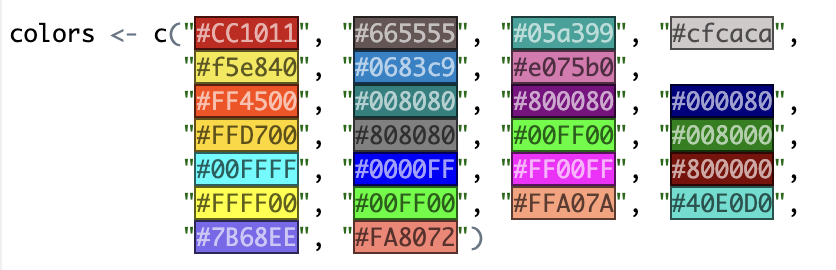 colors <- c("#CC1011", "#665555", "#05a399", "#cfcaca",
"#f5e840", "#0683c9", "#e075b0",
"#FF4500", "#008080", "#800080", "#000080",
"#FFD700", "#808080", "#00FF00", "#008000",
"#00FFFF", "#0000FF", "#FF00FF", "#800000",
"#FFFF00", "#00FF00", "#FFA07A", "#40E0D0",
"#7B68EE", "#FA8072")